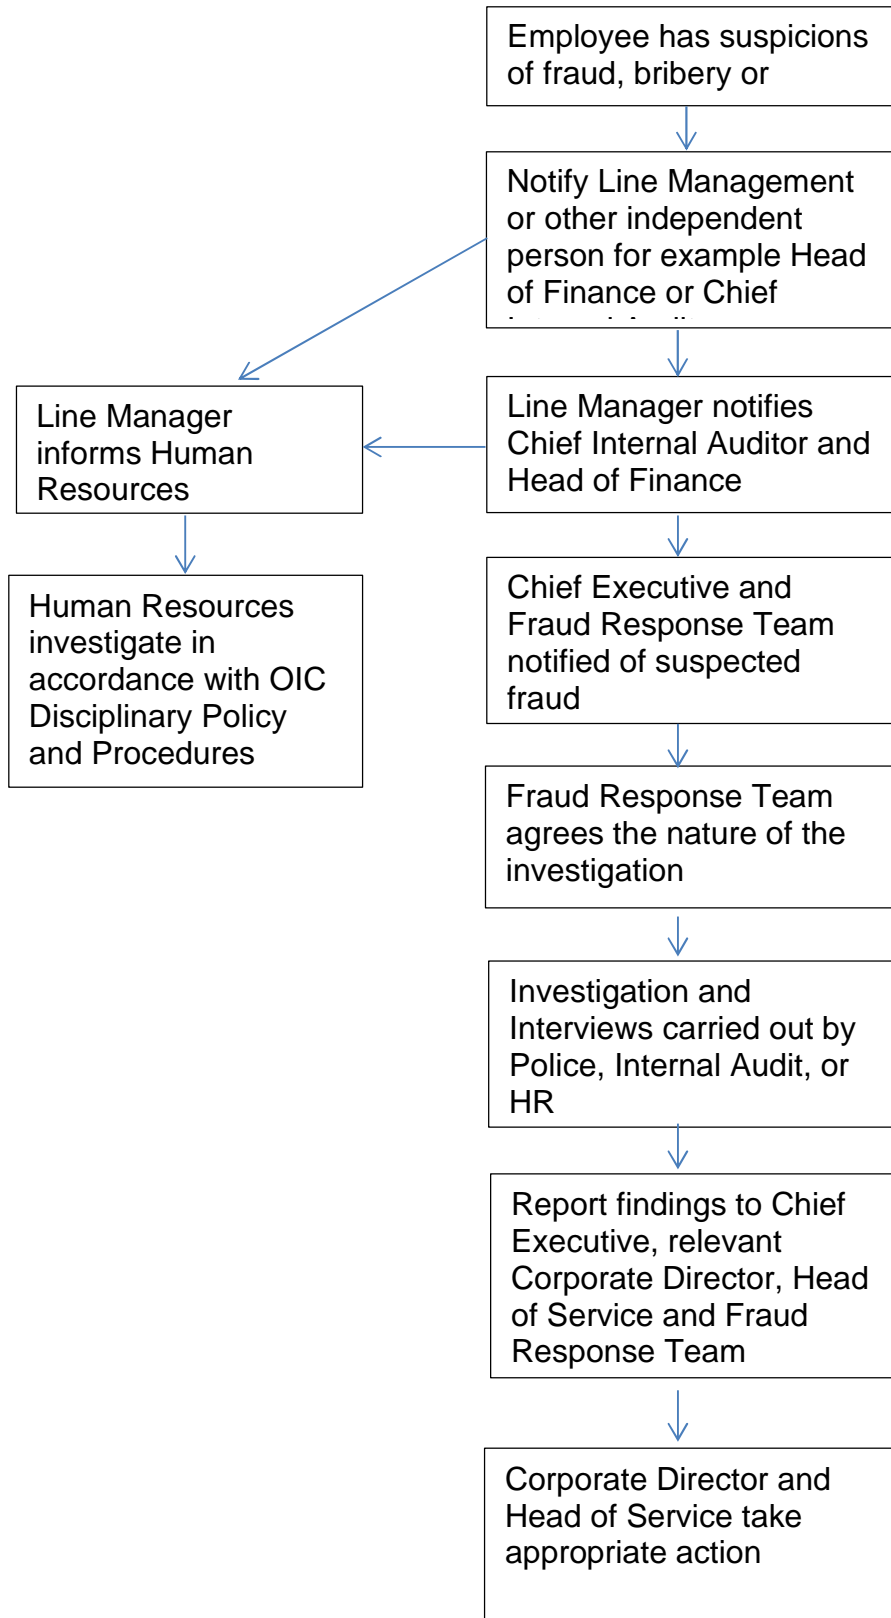 Employee has suspicions
of fraud, bribery or
Notify Line Management
or other independent
person for example Head
of Finance or Chief
Line Manager
informs Human
Resources
Line Manager notifies
Chief Internal Auditor and
Head of Finance
Human Resources
investigate in
accordance with OIC
Disciplinary Policy
and Procedures
Chief Executive and
Fraud Response Team
notified of suspected
fraud
Fraud Response Team
agrees the nature of the
investigation
Investigation and
Interviews carried out by
Police, Internal Audit, or
HR
Report findings to Chief
Executive, relevant
Corporate Director, Head
of Service and Fraud
Response Team
Corporate Director and
Head of Service take
appropriate action